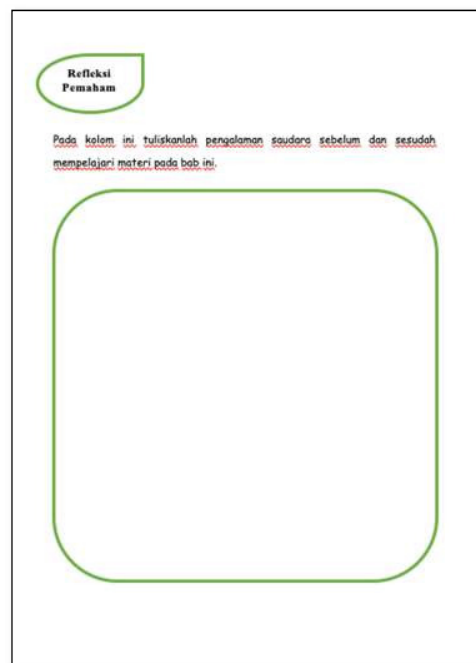 Refleksi
Pemaham
Pada kolom ini tuliskanlah pengalaman saudara sebelum dan sesudah
mempelajari materi pada bab ini.